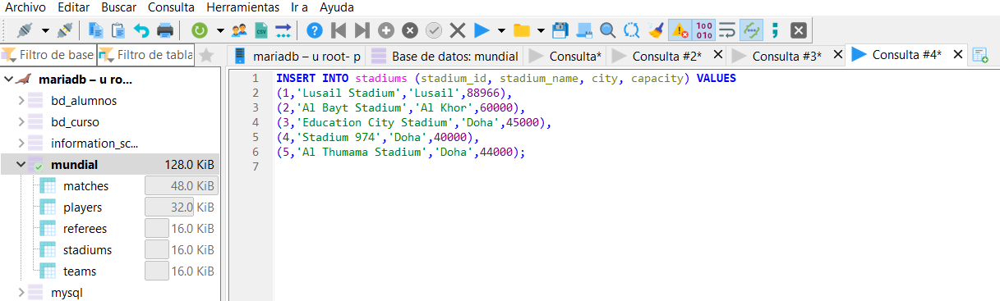 Archivo Editar Buscar Consulta Herramientas Ir a Ayuda
Filtro de base Filtro de tabla mariadb – u root- p Base de datos: mundial Consulta* Consulta #2* Consulta #3* Consulta #4*
mariadb – u ro...
bd_alumnos
bd_curso
information_sc...
mundial 128.0 KiB
matches 48.0 KiB
players 32.0 KiB
referees 16.0 KiB
stadiums 16.0 KiB
teams 16.0 KiB
mysql
1 INSERT INTO stadiums (stadium_id, stadium_name, city, capacity) VALUES
2 (1,'Lusail Stadium','Lusail',88966),
3 (2,'Al Bayt Stadium','Al Khor',60000),
4 (3,'Education City Stadium','Doha',45000),
5 (4,'Stadium 974','Doha',40000),
6 (5,'Al Thumama Stadium','Doha',44000);
7